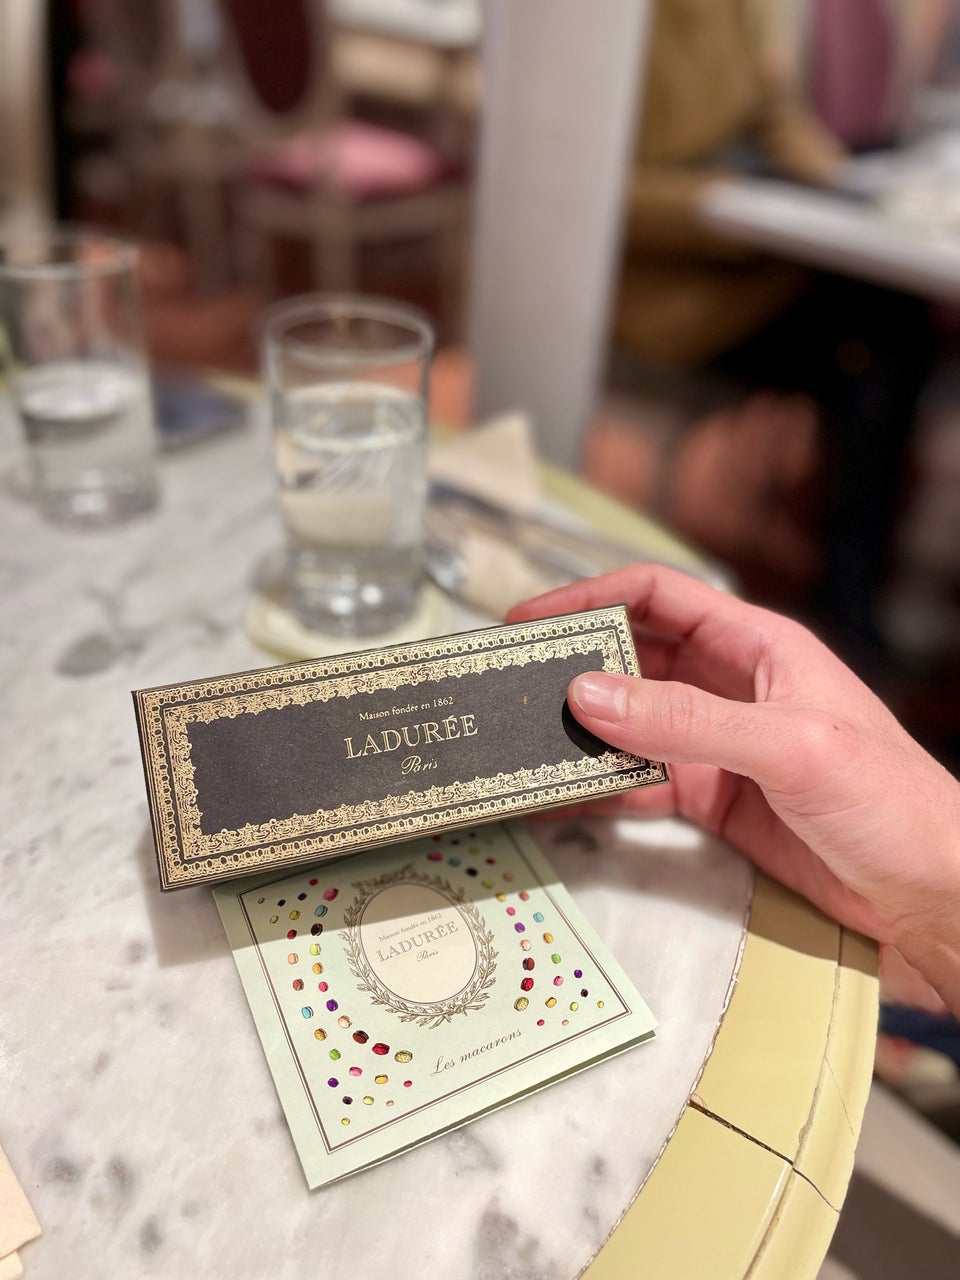 Maison fondée en 1862
LADURÉE
Paris
Maison fondée en 1862
LADURÉE
Paris
Les macarons